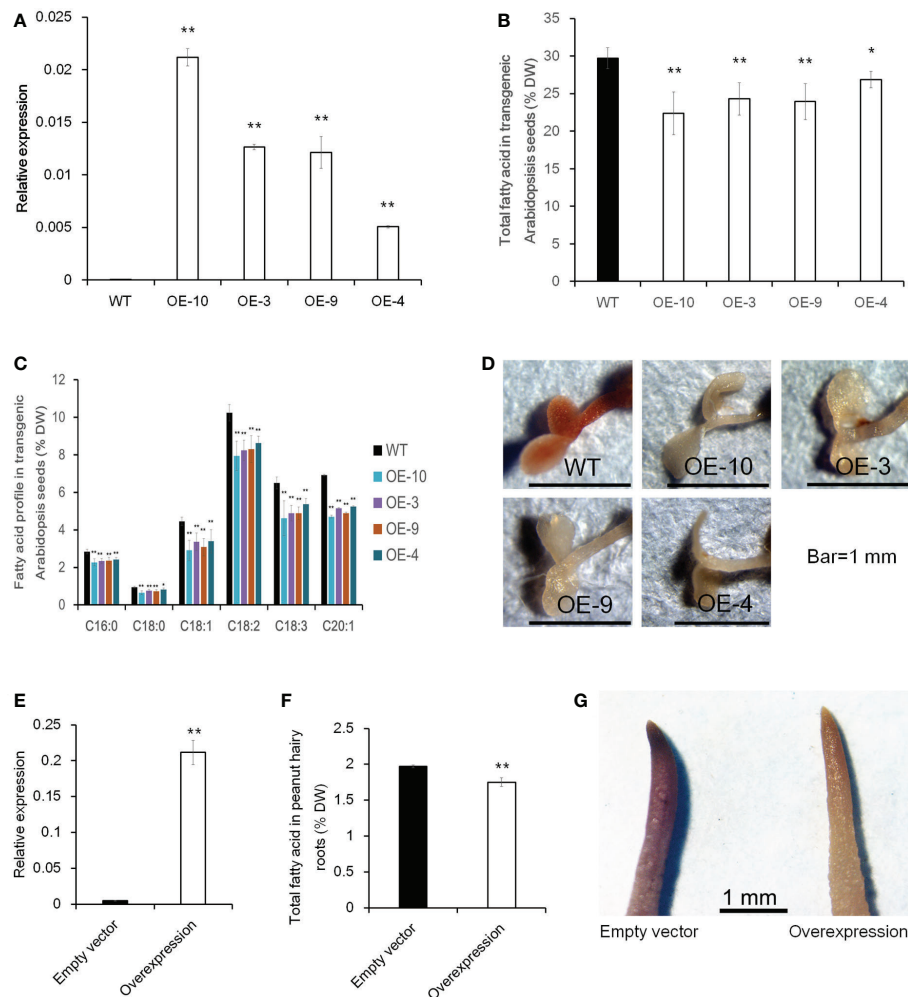 A
Relative expression
0.025
0.02
0.015
0.01
0.005
0
**
**
**
**
WT
OE-10
OE-3
OE-9
OE-4
B
Total fatty acid in transgeneic
Arabidopsisis seeds (% DW)
35
30
25
20
15
10
5
0
**
**
**
*
WT
OE-10
OE-3
OE-9
OE-4
C
Fatty acid profile in transgenic
Arabidopsis seeds (% DW)
12
10
8
6
4
2
0
** ** ** **
** ** ** *
** ** ** **
** ** ** **
** ** ** **
** ** ** **
C16:0
C18:0
C18:1
C18:2
C18:3
C20:1
WT
OE-10
OE-3
OE-9
OE-4
D
WT
OE-10
OE-3
OE-9
OE-4
Bar=1 mm
E
Relative expression
0.25
0.2
0.15
0.1
0.05
0
**
Empty vector
Overexpression
F
Total fatty acid in peanut hairy
roots (% DW)
2.5
2
1.5
1
0.5
0
**
Empty vector
Overexpression
G
1 mm
Empty vector
Overexpression